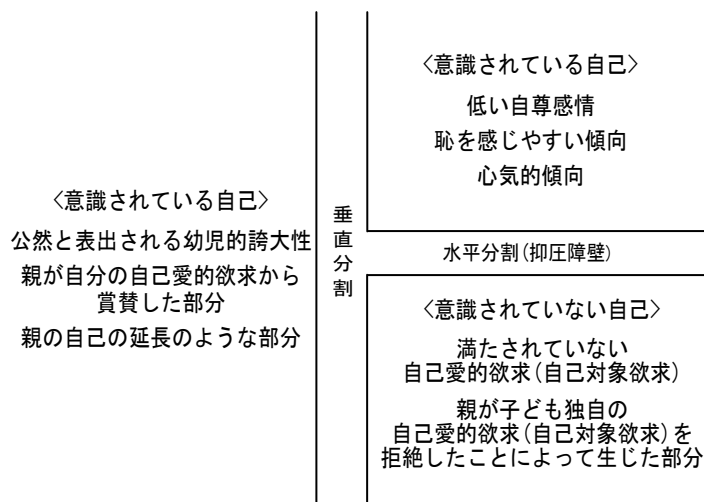 〈意識されている自己〉
公然と表出される幼児的誇大性
親が自分の自己愛的欲求から
賞賛した部分
親の自己の延長のような部分
垂直分割
〈意識されている自己〉
低い自尊感情
恥を感じやすい傾向
心気的傾向
水平分割(抑圧障壁)
〈意識されていない自己〉
満たされていない
自己愛的欲求(自己対象欲求)
親が子ども独自の
自己愛的欲求(自己対象欲求)を
拒絶したことによって生じた部分